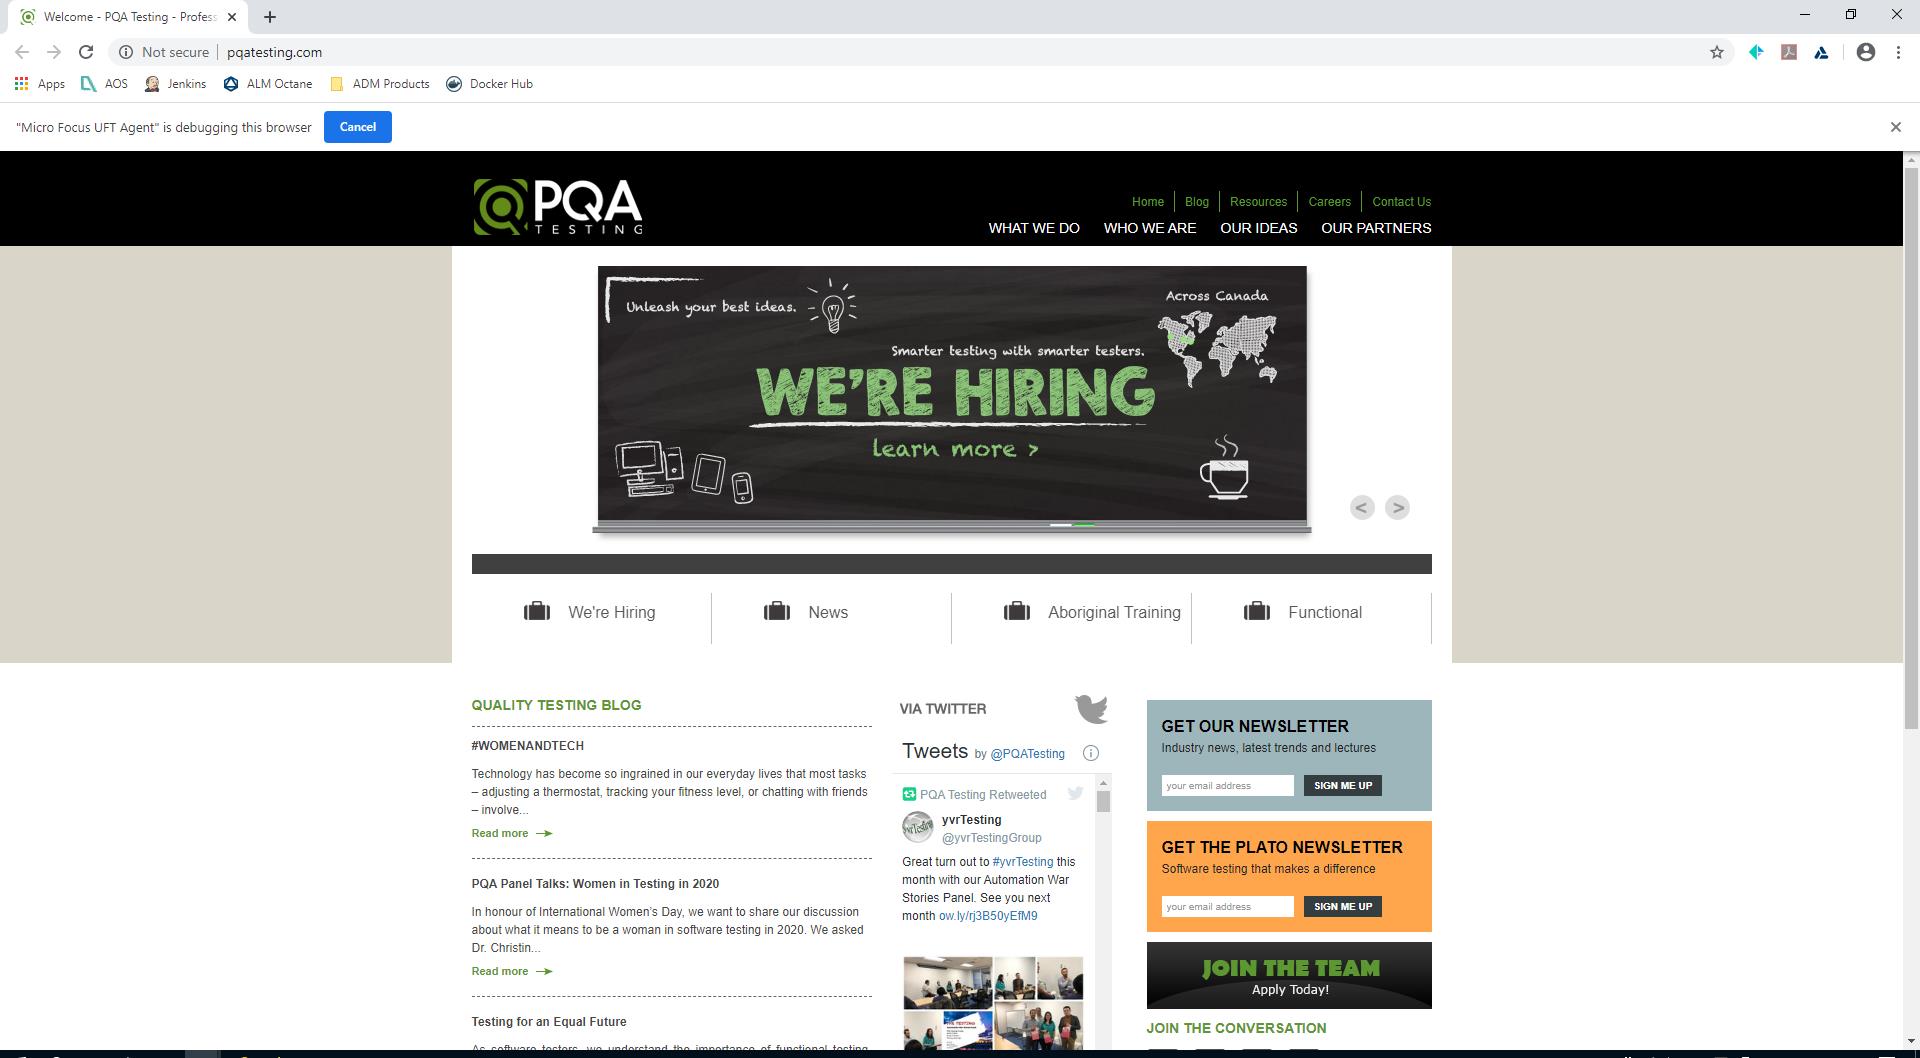 Welcome - PQA Testing - Profess
Not secure | pqatesting.com
Apps AOS Jenkins ALM Octane ADM Products Docker Hub
"Micro Focus UFT Agent" is debugging this browser Cancel
PQA
TESTING
Home Blog Resources Careers Contact Us
WHAT WE DO WHO WE ARE OUR IDEAS OUR PARTNERS
Unleash your best ideas.
Across Canada
Smarter testing with smarter testers.
WE'RE HIRING
learn more >
< >
We're Hiring News Aboriginal Training Functional
QUALITY TESTING BLOG
#WOMENANDTECH
Technology has become so ingrained in our everyday lives that most tasks
– adjusting a thermostat, tracking your fitness level, or chatting with friends
– involve...
Read more
PQA Panel Talks: Women in Testing in 2020
In honour of International Women's Day, we want to share our discussion
about what it means to be a woman in software testing in 2020. We asked
Dr. Christin...
Read more
Testing for an Equal Future
As software testers, we understand the importance of functional testing
VIA TWITTER
Tweets by @PQATesting
PQA Testing Retweeted
yvrTesting
@yvrTestingGroup
Great turn out to #yvrTesting this
month with our Automation War
Stories Panel. See you next
month ow.ly/rj3B50yEfM9
GET OUR NEWSLETTER
Industry news, latest trends and lectures
your email address SIGN ME UP
GET THE PLATO NEWSLETTER
Software testing that makes a difference
your email address SIGN ME UP
JOIN THE TEAM
Apply Today!
JOIN THE CONVERSATION